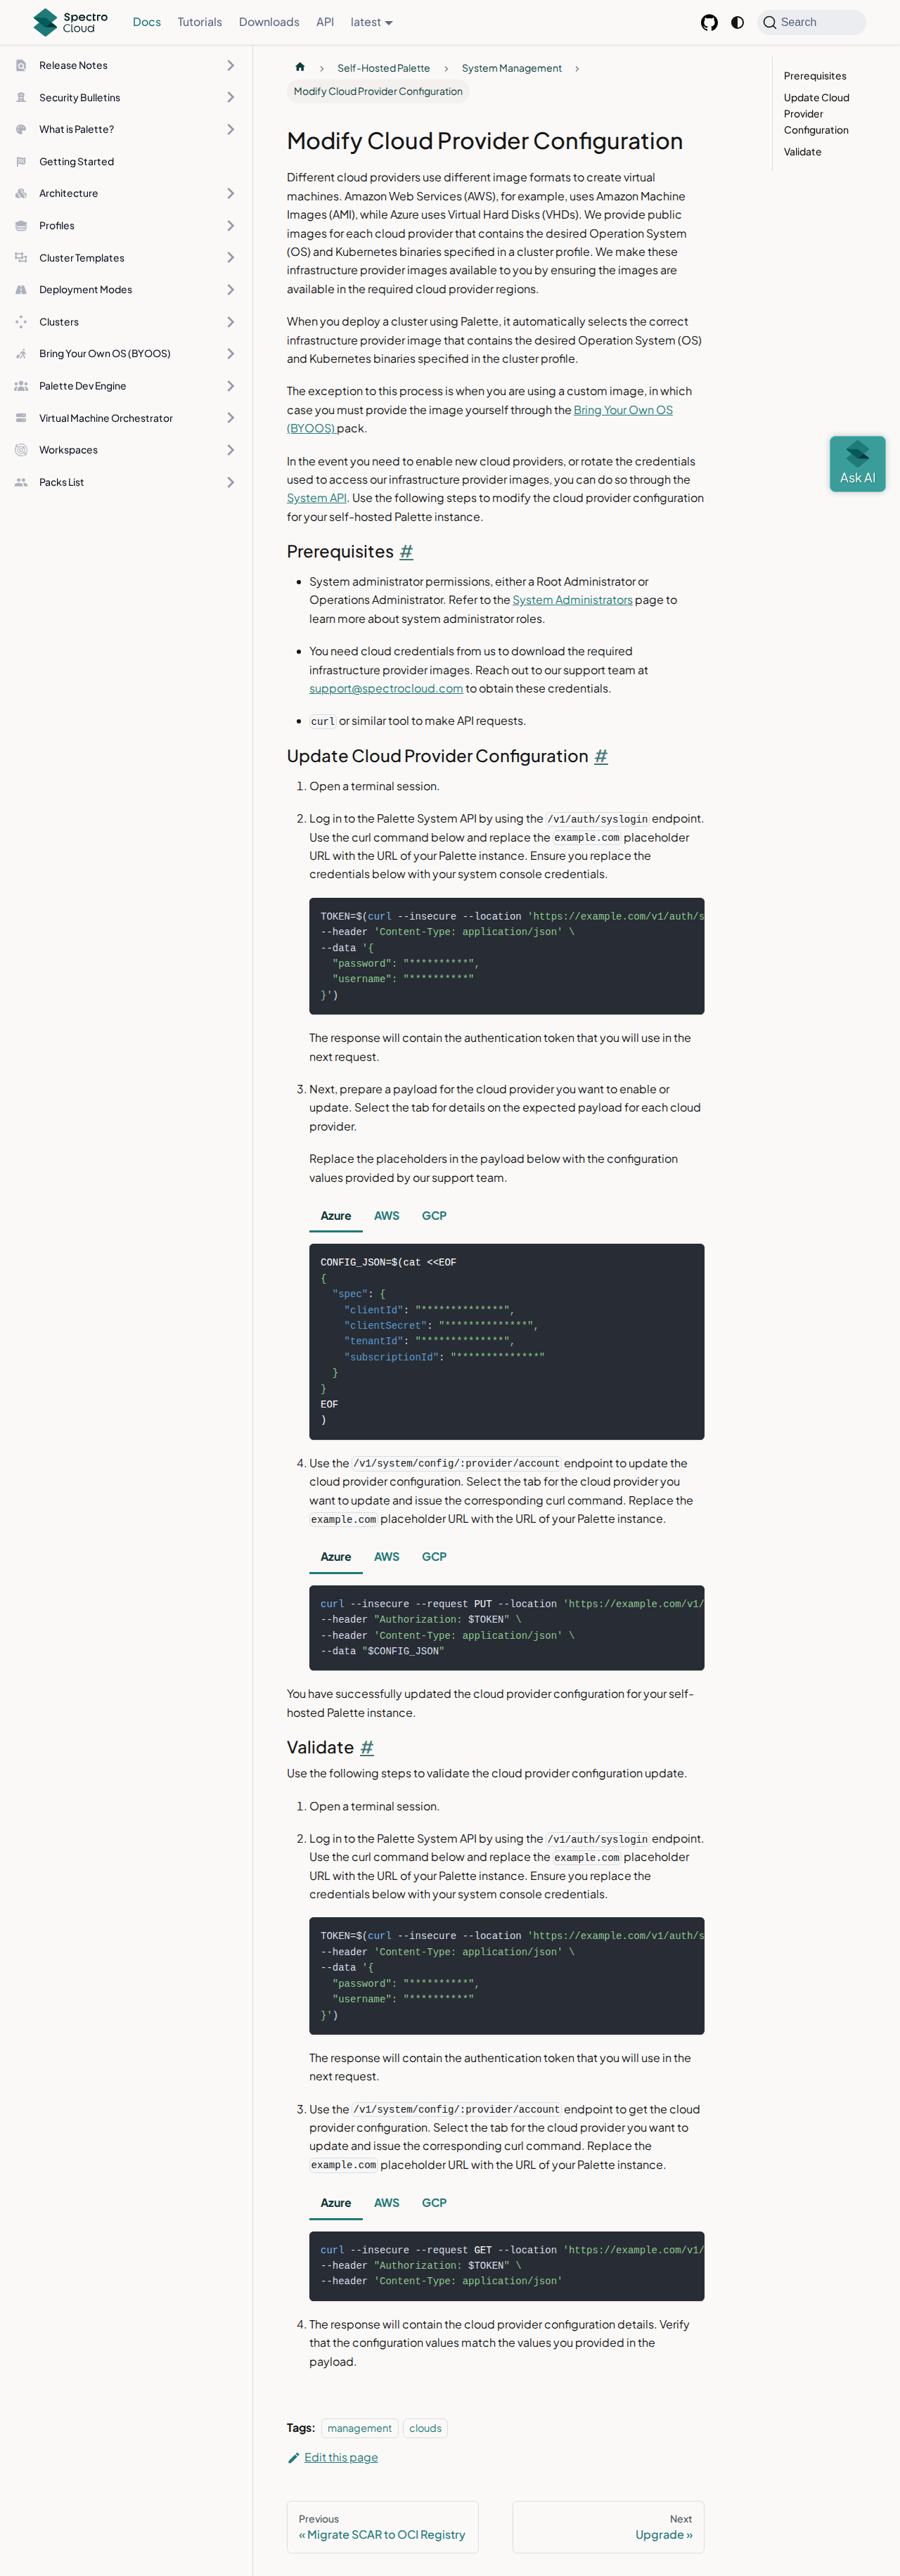 Spectro
Cloud
Docs
Tutorials
Downloads
API
latest
Search
Release Notes
Security Bulletins
What is Palette?
Getting Started
Architecture
Profiles
Cluster Templates
Deployment Modes
Clusters
Bring Your Own OS (BYOOS)
Palette Dev Engine
Virtual Machine Orchestrator
Workspaces
Packs List
Self-Hosted Palette
System Management
Modify Cloud Provider Configuration
Modify Cloud Provider Configuration
Different cloud providers use different image formats to create virtual
machines. Amazon Web Services (AWS), for example, uses Amazon Machine
Images (AMI), while Azure uses Virtual Hard Disks (VHDs). We provide public
images for each cloud provider that contains the desired Operation System
(OS) and Kubernetes binaries specified in a cluster profile. We make these
infrastructure provider images available to you by ensuring the images are
available in the required cloud provider regions.
When you deploy a cluster using Palette, it automatically selects the correct
infrastructure provider image that contains the desired Operation System (OS)
and Kubernetes binaries specified in the cluster profile.
The exception to this process is when you are using a custom image, in which
case you must provide the image yourself through the Bring Your Own OS
(BYOOS) pack.
In the event you need to enable new cloud providers, or rotate the credentials
used to access our infrastructure provider images, you can do so through the
System API. Use the following steps to modify the cloud provider configuration
for your self-hosted Palette instance.
Prerequisites #
System administrator permissions, either a Root Administrator or
Operations Administrator. Refer to the System Administrators page to
learn more about system administrator roles.
You need cloud credentials from us to download the required
infrastructure provider images. Reach out to our support team at
support@spectrocloud.com to obtain these credentials.
curl or similar tool to make API requests.
Update Cloud Provider Configuration #
1. Open a terminal session.
2. Log in to the Palette System API by using the /v1/auth/syslogin endpoint.
Use the curl command below and replace the example.com placeholder
URL with the URL of your Palette instance. Ensure you replace the
credentials below with your system console credentials.
TOKEN=$(curl --insecure --location 'https://example.com/v1/auth/s
--header 'Content-Type: application/json' \
--data '{
"password": "**********",
"username": "**********"
}')
The response will contain the authentication token that you will use in the
next request.
3. Next, prepare a payload for the cloud provider you want to enable or
update. Select the tab for details on the expected payload for each cloud
provider.
Replace the placeholders in the payload below with the configuration
values provided by our support team.
Azure AWS GCP
CONFIG_JSON=$(cat <<EOF
{
"spec": {
"clientId": "**************",
"clientSecret": "**************",
"tenantId": "**************",
"subscriptionId": "**************"
}
}
EOF
)
4. Use the /v1/system/config/:provider/account endpoint to update the
cloud provider configuration. Select the tab for the cloud provider you
want to update and issue the corresponding curl command. Replace the
example.com placeholder URL with the URL of your Palette instance.
Azure AWS GCP
curl --insecure --request PUT --location 'https://example.com/v1/
--header "Authorization: $TOKEN" \
--header 'Content-Type: application/json' \
--data "$CONFIG_JSON"
You have successfully updated the cloud provider configuration for your self-
hosted Palette instance.
Validate #
Use the following steps to validate the cloud provider configuration update.
1. Open a terminal session.
2. Log in to the Palette System API by using the /v1/auth/syslogin endpoint.
Use the curl command below and replace the example.com placeholder
URL with the URL of your Palette instance. Ensure you replace the
credentials below with your system console credentials.
TOKEN=$(curl --insecure --location 'https://example.com/v1/auth/s
--header 'Content-Type: application/json' \
--data '{
"password": "**********",
"username": "**********"
}')
The response will contain the authentication token that you will use in the
next request.
3. Use the /v1/system/config/:provider/account endpoint to get the cloud
provider configuration. Select the tab for the cloud provider you want to
update and issue the corresponding curl command. Replace the
example.com placeholder URL with the URL of your Palette instance.
Azure AWS GCP
curl --insecure --request GET --location 'https://example.com/v1/
--header "Authorization: $TOKEN" \
--header 'Content-Type: application/json'
4. The response will contain the cloud provider configuration details. Verify
that the configuration values match the values you provided in the
payload.
Tags: management clouds
Edit this page
Previous
« Migrate SCAR to OCI Registry
Next
Upgrade »
Prerequisites
Update Cloud
Provider
Configuration
Validate
Ask AI